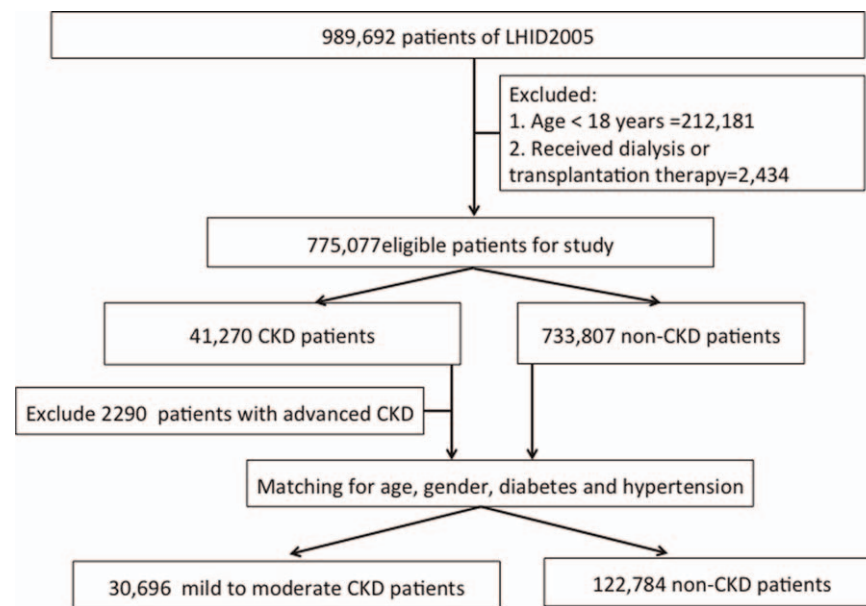 989,692 patients of LHID2005
Excluded:
1. Age < 18 years =212,181
2. Received dialysis or
transplantation therapy=2,434
775,077eligible patients for study
41,270 CKD patients
733,807 non-CKD patients
Exclude 2290 patients with advanced CKD
Matching for age, gender, diabetes and hypertension
30,696 mild to moderate CKD patients
122,784 non-CKD patients